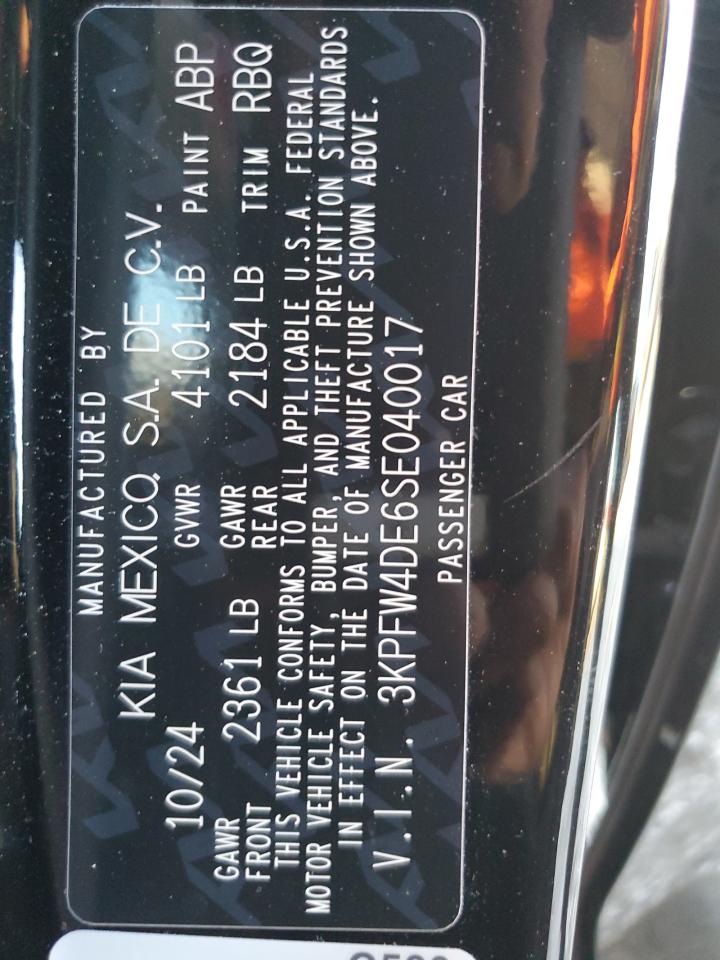 MANUFACTURED BY
KIA MEXICO, S.A. DE C.V.
10/24 GVWR 4101 LB PAINT ABP
GAWR FRONT 2361 LB GAWR REAR 2184 LB TRIM RBQ
THIS VEHICLE CONFORMS TO ALL APPLICABLE U.S.A. FEDERAL
MOTOR VEHICLE SAFETY, BUMPER, AND THEFT PREVENTION STANDARDS
IN EFFECT ON THE DATE OF MANUFACTURE SHOWN ABOVE.
V.I.N. 3KPFW4DE6SE040017
PASSENGER CAR